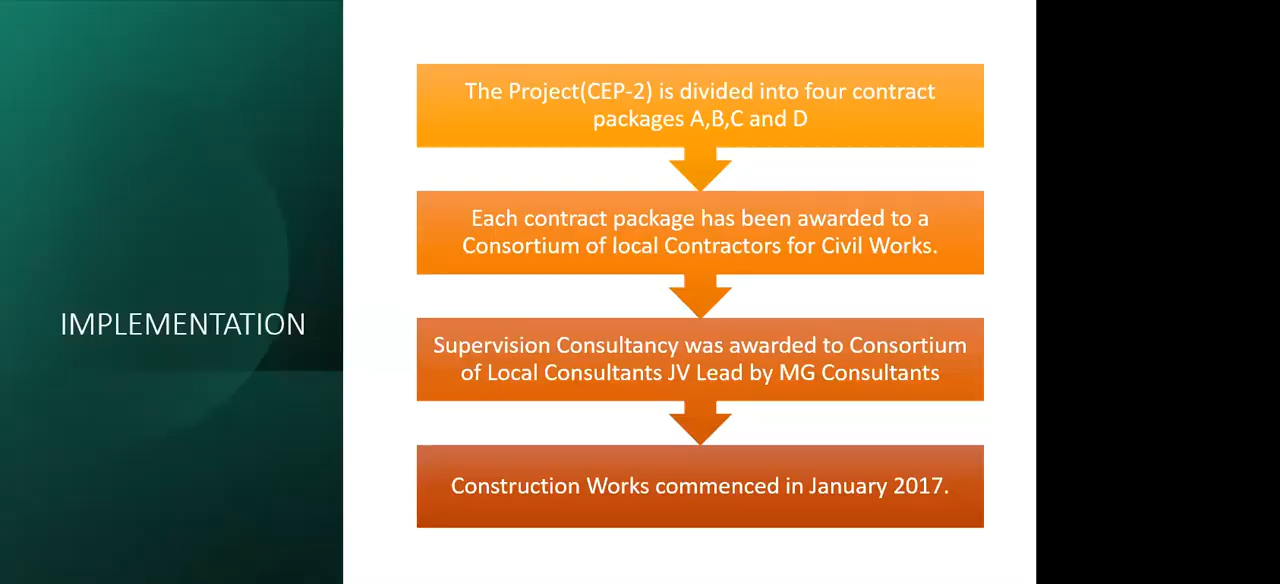 IMPLEMENTATION
The Project(CEP-2) is divided into four contract
packages A,B,C and D
Each contract package has been awarded to a
Consortium of local Contractors for Civil Works.
Supervision Consultancy was awarded to Consortium
of Local Consultants JV Lead by MG Consultants
Construction Works commenced in January 2017.